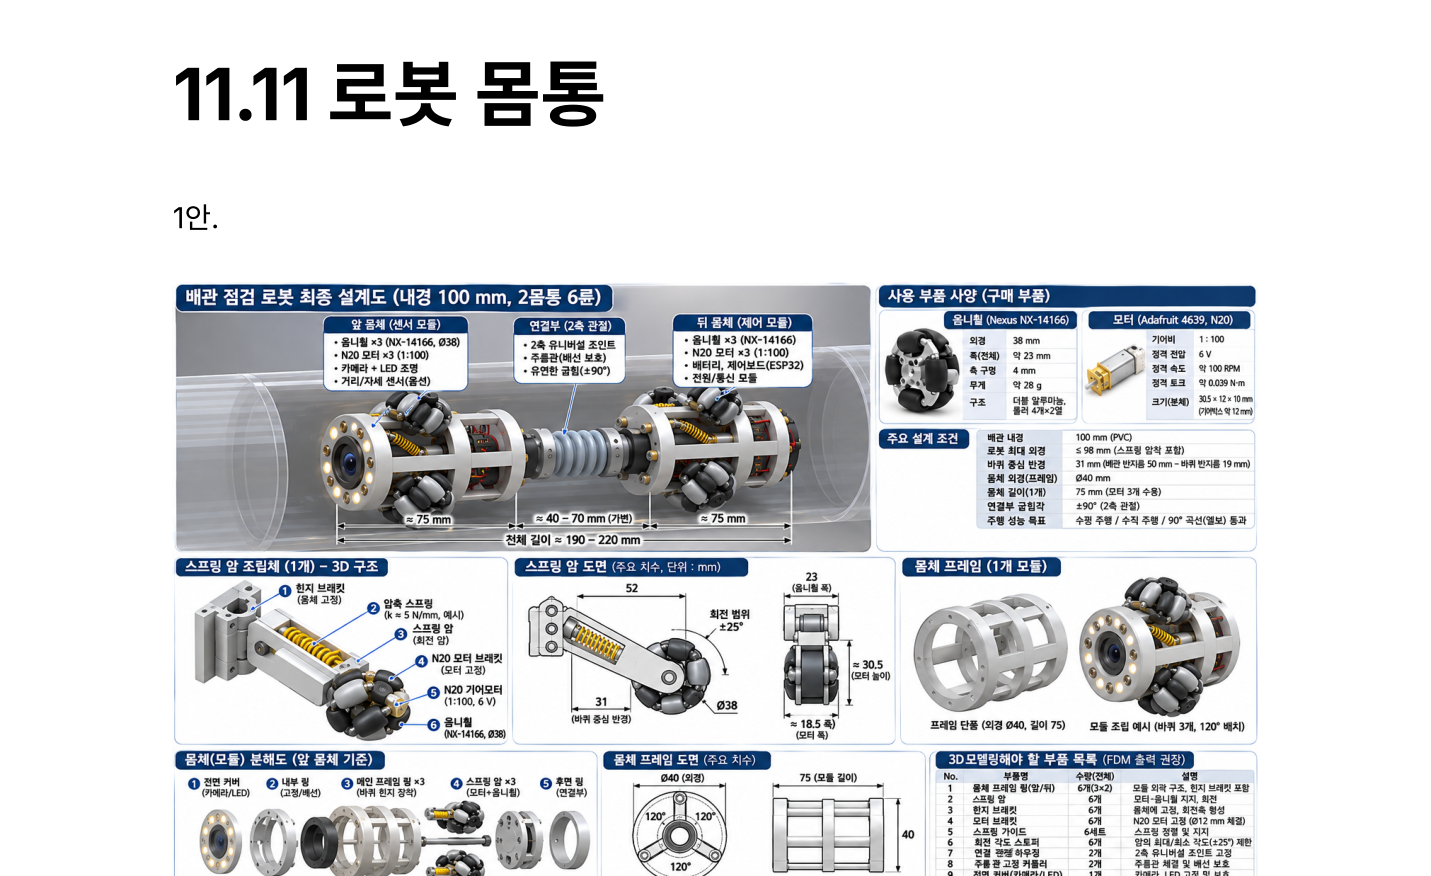 11.11 로봇 몸통
1안.
배관 점검 로봇 최종 설계도 (내경 100 mm, 2몸통 6륜)
앞 몸체 (센서 모듈)
• 옴니휠 ×3 (NX-14166, Ø38)
• N20 모터 ×3 (1:100)
• 카메라 + LED 조명
• 거리/자세 센서(옵션)
연결부 (2축 관절)
• 2축 유니버설 조인트
• 주름관(배선 보호)
• 유연한 굽힘(±90°)
뒤 몸체 (제어 모듈)
• 옴니휠 ×3 (NX-14166)
• N20 모터 ×3 (1:100)
• 배터리, 제어보드(ESP32)
• 전원/통신 모듈
≈ 75 mm
≈ 40 – 70 mm (가변)
≈ 75 mm
전체 길이 ≈ 190 – 220 mm
사용 부품 사양 (구매 부품)
옴니휠 (Nexus NX-14166)
외경 38 mm
폭(전체) 약 23 mm
축 구멍 4 mm
무게 약 28 g
구조 더블 알루마늄,
롤러 4개×2열
모터 (Adafruit 4639, N20)
기어비 1 : 100
정격 전압 6 V
정격 속도 약 100 RPM
정격 토크 약 0.039 N·m
크기(본체) 30.5 × 12 × 10 mm
(기어박스 약 12 mm)
주요 설계 조건
배관 내경 100 mm (PVC)
로봇 최대 외경 ≤ 98 mm (스프링 압착 포함)
바퀴 중심 반경 31 mm (배관 반지름 50 mm – 바퀴 반지름 19 mm)
몸통 외경(프레임) Ø40 mm
몸체 길이(1개) 75 mm (모터 3개 수용)
연결부 굽힘각 ±90° (2축 관절)
주행 성능 목표 수평 주행 / 수직 주행 / 90° 곡선(엘보) 통과
스프링 암 조립체 (1개) – 3D 구조
1 힌지 브래킷
(몸체 고정)
2 압축 스프링
(k ≈ 5 N/mm, 예시)
3 스프링 암
(회전 암)
4 N20 모터 브래킷
(모터 고정)
5 N20 기어모터
(1:100, 6 V)
6 옴니휠
(NX-14166, Ø38)
스프링 암 도면 (주요 치수, 단위 : mm)
52
회전 범위
±25°
31
(바퀴 중심 반경)
Ø38
23
(옴니휠 폭)
≈ 30.5
(모터 높이)
≈ 18.5 폭)
(모터 폭)
몸체 프레임 (1개 모듈)
프레임 단품 (외경 Ø40, 길이 75)
모듈 조립 예시 (바퀴 3개, 120° 배치)
몸체(모듈) 분해도 (앞 몸체 기준)
1 전면 커버
(카메라/LED)
2 내부 링
(고정/배선)
3 메인 프레임 링 ×3
(바퀴 힌지 장착)
4 스프링 암 ×3
(모터+옴니휠)
5 후면 링
(연결부)
몸체 프레임 도면 (주요 치수)
Ø40 (외경)
120°
120°
120°
75 (모듈 길이)
40
3D모델링해야 할 부품 목록 (FDM 출력 권장)
No. 부품명 수량(전체) 설명
1 몸체 프레임 링(앞/뒤) 6개(3×2) 모듈 외곽 구조, 힌지 브래킷 포함
2 스프링 암 6개 모터·옴니휠 지지, 회전
3 힌지 브래킷 6개 몸체에 고정, 회전축 형성
4 모터 브래킷 6개 N20 모터 고정 (Ø12 mm 체결)
5 스프링 가이드 6세트 스프링 정렬 및 지지
6 회전 각도 스토피 6개 암의 최대/최소 각도(±25°) 제한
7 연결 하우징 2개 2축 유니버설 조인트 고정
8 주름관 고정 커플러 2개 주름관 체결 및 배선 보호
9 전면 커버(카메라/LED) 1개 카메라, LED 고정 및 보호